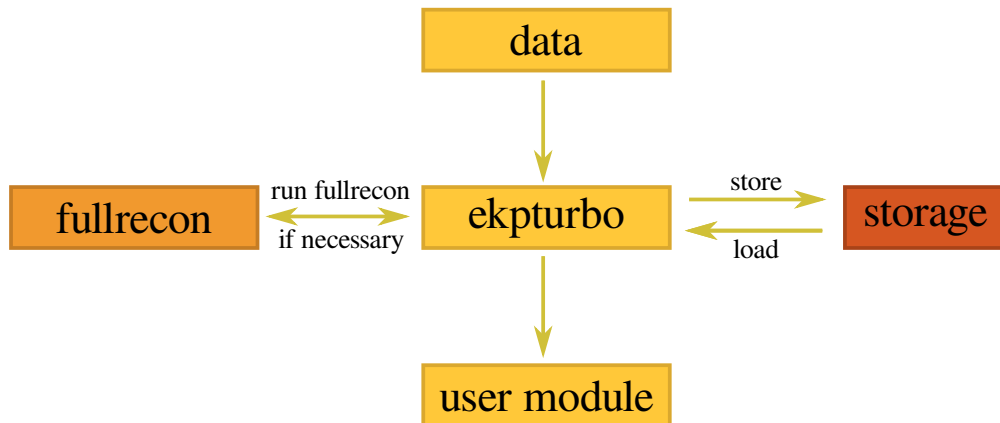 data
fullrecon
run fullrecon
if necessary
ekpturbo
store
load
storage
user module